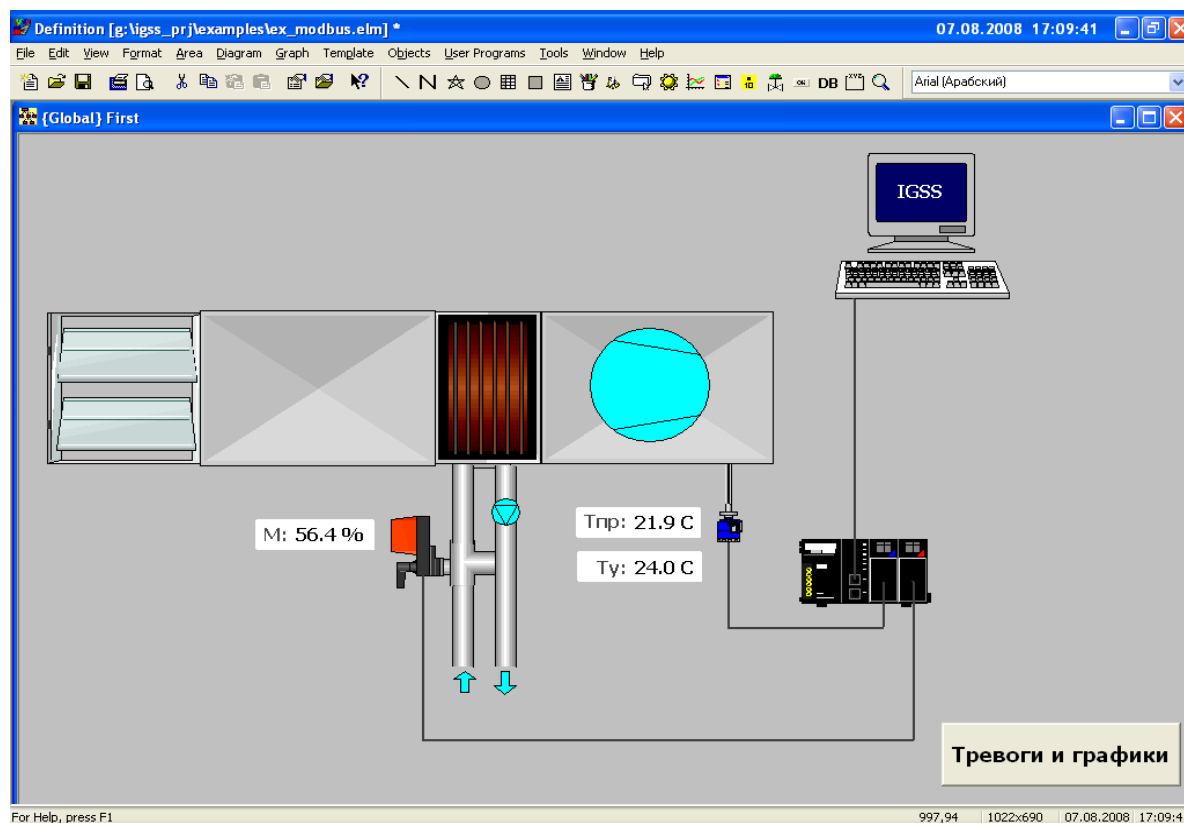 Definition [g:\igss_prj\examples\ex_modbus.elm] * 07.08.2008 17:09:41
File Edit View Format Area Diagram Graph Template Objects User Programs Tools Window Help
DB Arial (Арабский)
{Global} First
IGSS
М: 56.4 %
Тпр: 21.9 C
Ту: 24.0 C
Тревоги и графики
For Help, press F1 997,94 1022x690 07.08.2008 17:09:4